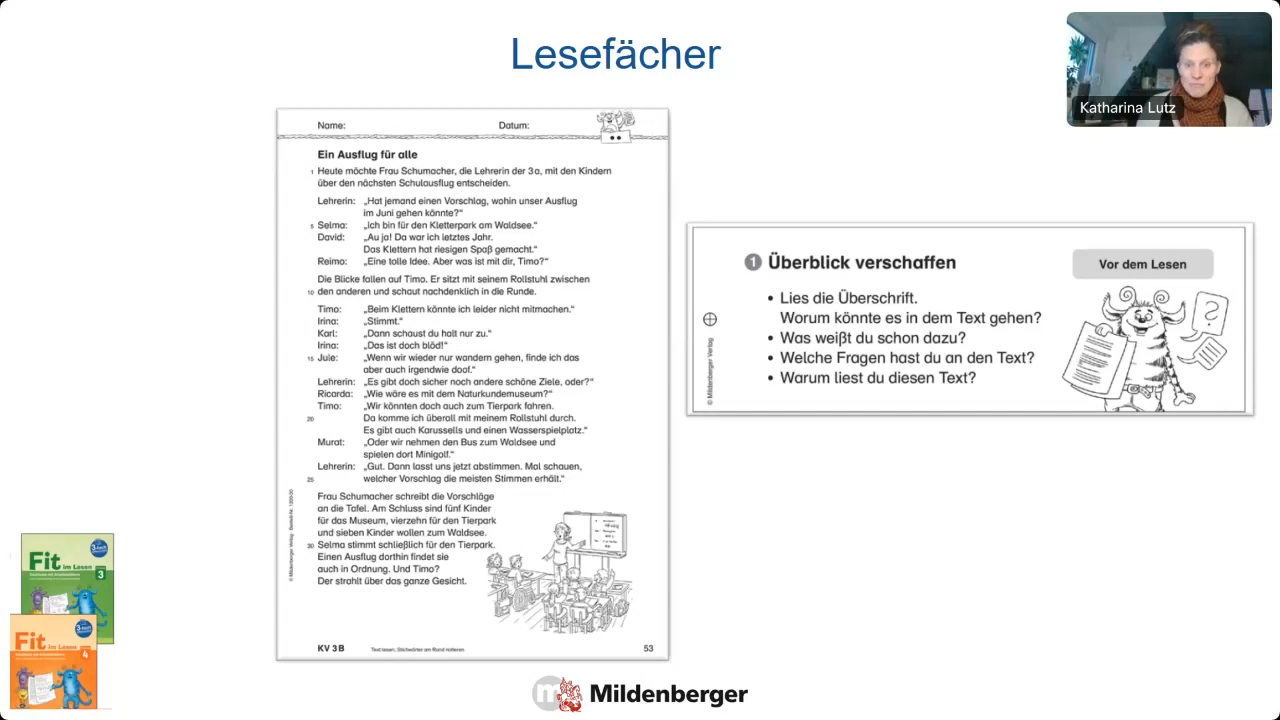 Lesefächer
Katharina Lutz
Name: Datum:
Ein Ausflug für alle
1 Heute möchte Frau Schumacher, die Lehrerin der 3a, mit den Kindern
über den nächsten Schulausflug entscheiden.
Lehrerin: „Hat jemand einen Vorschlag, wohin unser Ausflug
im Juni gehen könnte?“
5 Selma: „Ich bin für den Kletterpark am Waldsee.“
David: „Au ja! Da war ich letztes Jahr.
Das Klettern hat riesigen Spaß gemacht.“
Reimo: „Eine tolle Idee. Aber was ist mit dir, Timo?“
Die Blicke fallen auf Timo. Er sitzt mit seinem Rollstuhl zwischen
10 den anderen und schaut nachdenklich in die Runde.
Timo: „Beim Klettern könnte ich leider nicht mitmachen.“
Irina: „Stimmt.“
Karl: „Dann schaust du halt nur zu.“
Irina: „Das ist doch blöd!“
15 Jule: „Wenn wir wieder nur wandern gehen, finde ich das
aber auch irgendwie doof.“
Lehrerin: „Es gibt doch sicher noch andere schöne Ziele, oder?“
Ricarda: „Wie wäre es mit dem Naturkundemuseum?“
Timo: „Wir könnten doch auch zum Tierpark fahren.
20 Da komme ich überall mit meinem Rollstuhl durch.
Es gibt auch Karussells und einen Wasserspielplatz.“
Murat: „Oder wir nehmen den Bus zum Waldsee und
spielen dort Minigolf.“
Lehrerin: „Gut. Dann lasst uns jetzt abstimmen. Mal schauen,
25 welcher Vorschlag die meisten Stimmen erhält.“
Frau Schumacher schreibt die Vorschläge
an die Tafel. Am Schluss sind fünf Kinder
für das Museum, vierzehn für den Tierpark
und sieben Kinder wollen zum Waldsee.
30 Selma stimmt schließlich für den Tierpark.
Einen Ausflug dorthin findet sie
auch in Ordnung. Und Timo?
Der strahlt über das ganze Gesicht.
KV 3B Text lesen, Stichwörter am Rand notieren. 53
1 Überblick verschaffen
Vor dem Lesen
• Lies die Überschrift.
Worum könnte es in dem Text gehen?
• Was weißt du schon dazu?
• Welche Fragen hast du an den Text?
• Warum liest du diesen Text?
© Mildenberger Verlag
Fit im Lesen 3
Fit im Lesen 4
Mildenberger